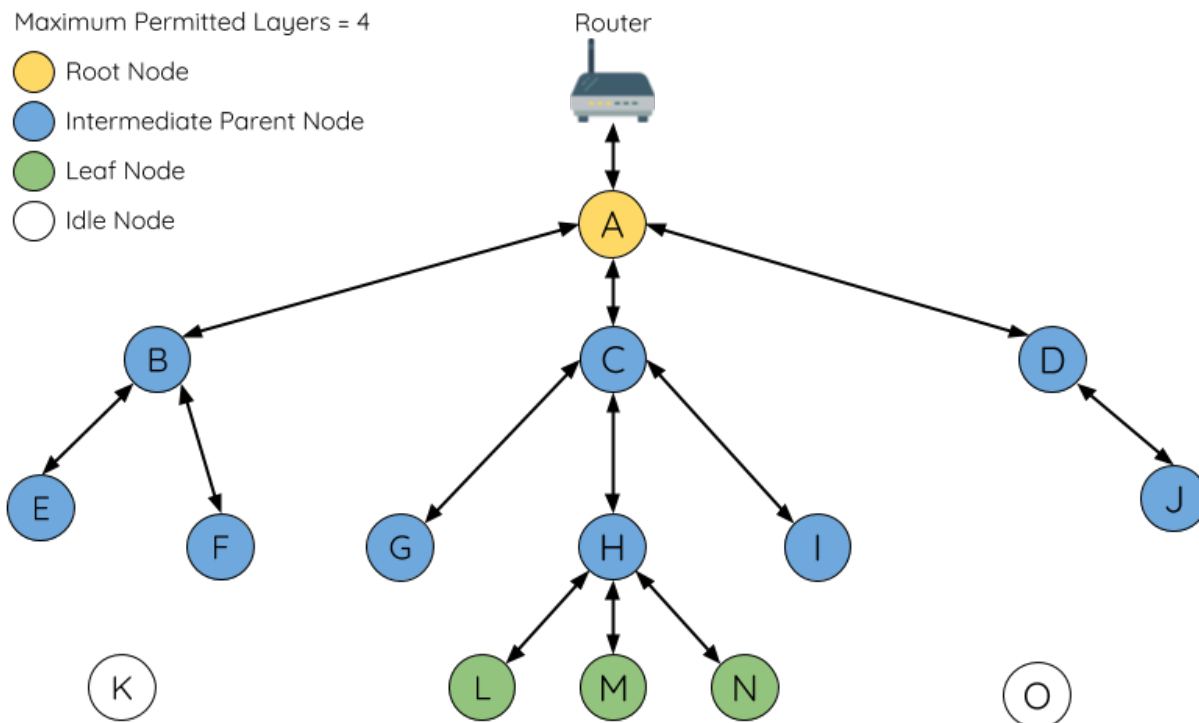 Maximum Permitted Layers = 4
Router
Root Node
Intermediate Parent Node
Leaf Node
Idle Node
A
B
C
D
E
F
G
H
I
J
K
L
M
N
O